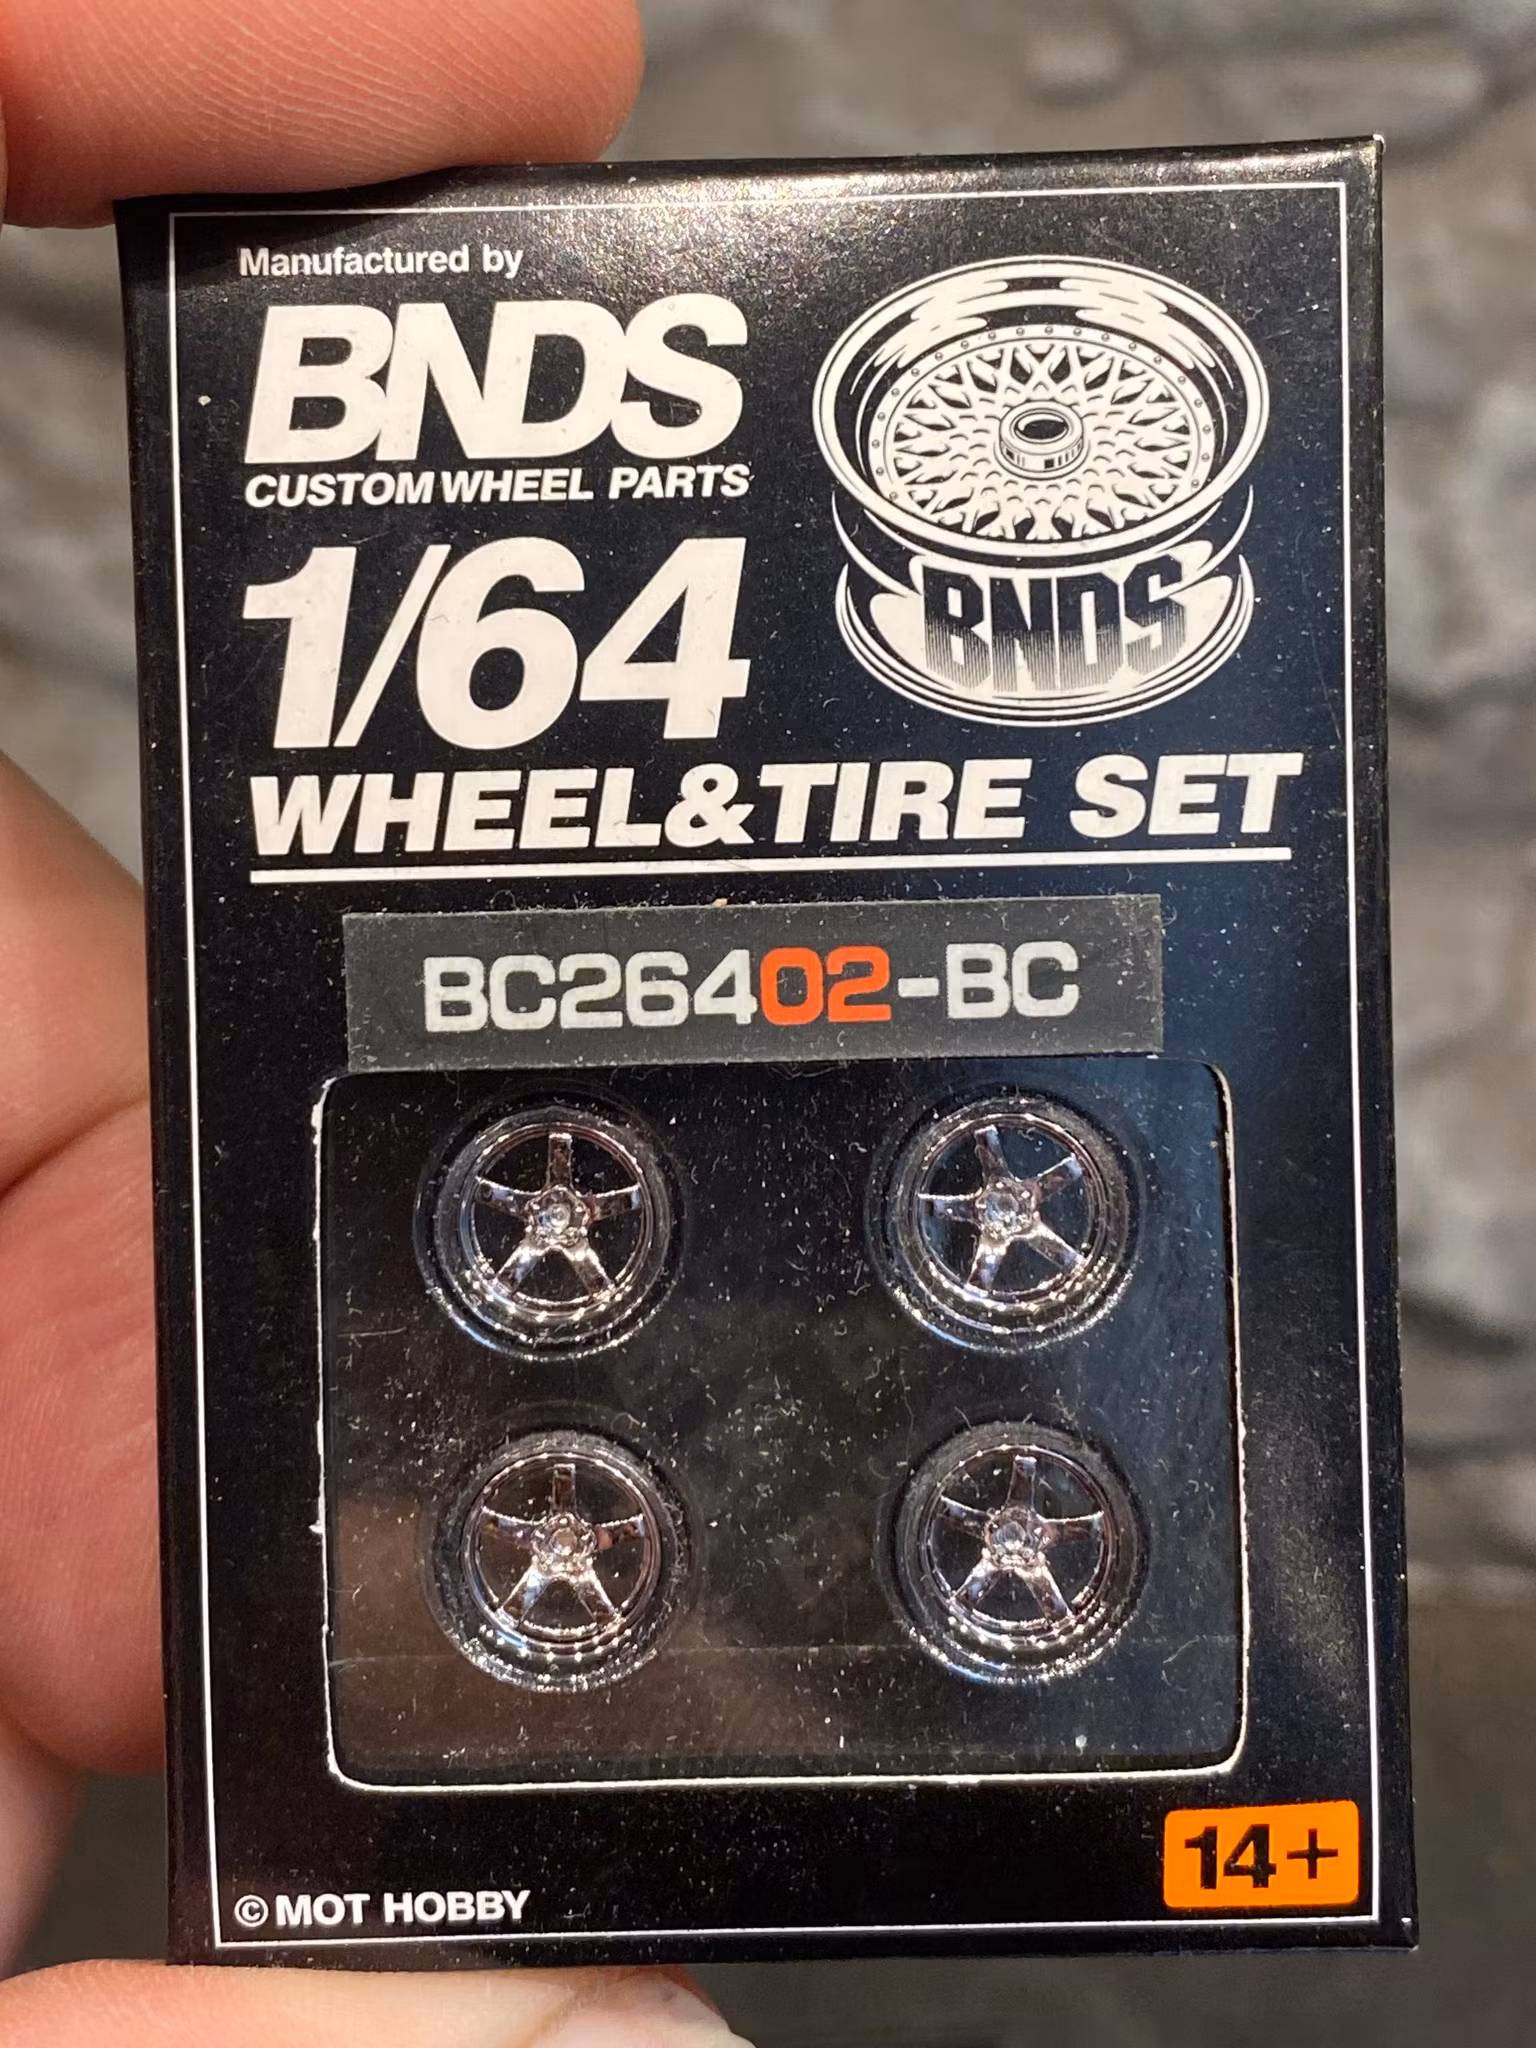 Manufactured by
BNDS
CUSTOM WHEEL PARTS
1/64
BNDS
WHEEL&TIRE SET
BC26402-BC
14+
©MOT HOBBY